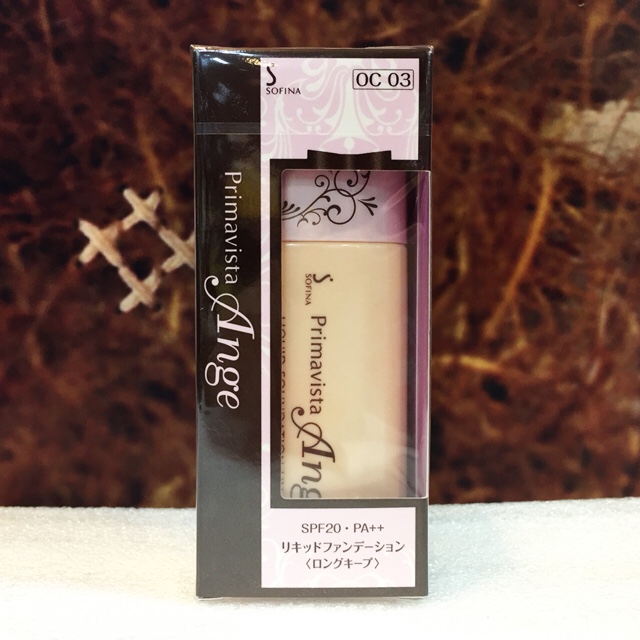 S
SOFINA
OC 03
Primavista
Ange
S
SOFINA
Primavista
Ang
SPF20・PA++
リキッドファンデーション
〈ロングキープ〉